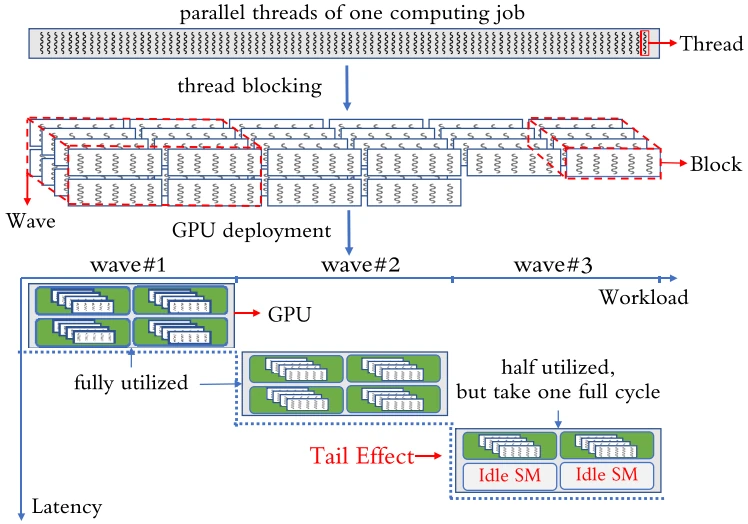 parallel threads of one computing job
Thread
thread blocking
Block
Wave
GPU deployment
wave#1
wave#2
wave#3
Workload
GPU
fully utilized
half utilized,
but take one full cycle
Tail Effect
Idle SM
Idle SM
Latency